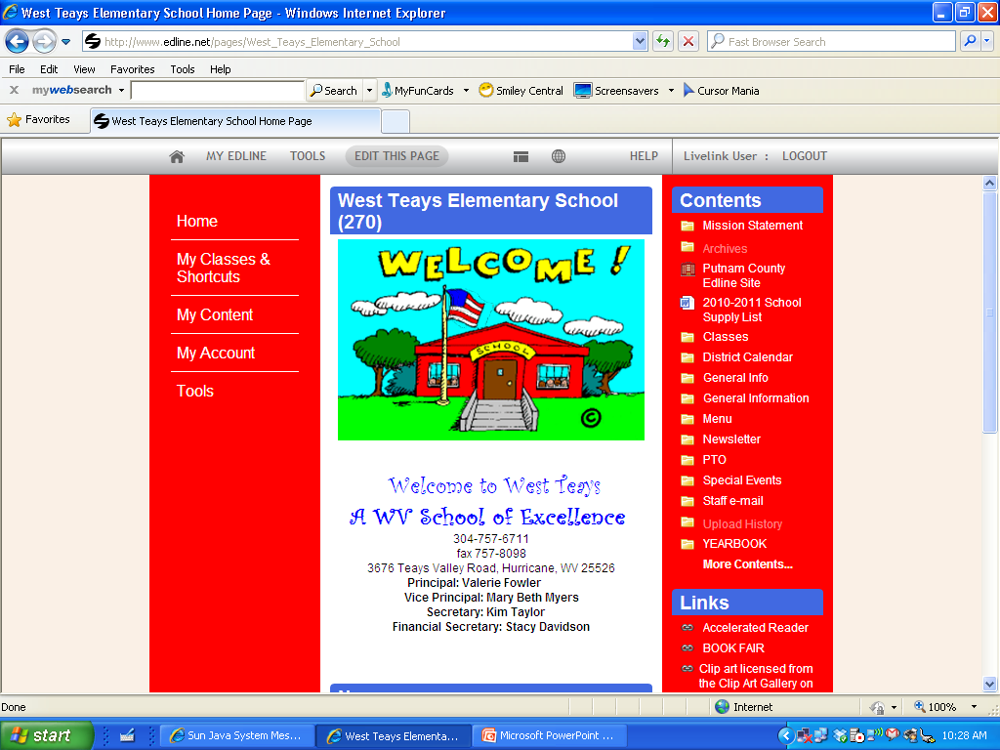 West Teays Elementary School Home Page - Windows Internet Explorer
http://www.edline.net/pages/West_Teays_Elementary_School
Fast Browser Search
File Edit View Favorites Tools Help
X mywebsearch Search MyFunCards Smiley Central Screensavers Cursor Mania
Favorites West Teays Elementary School Home Page
MY EDLINE TOOLS EDIT THIS PAGE HELP Livelink User : LOGOUT
Home
My Classes &
Shortcuts
My Content
My Account
Tools
West Teays Elementary School
(270)
WELCOME!
SCHOOL
©
Welcome to West Teays
A WV School of Excellence
304-757-6711
fax 757-8098
3676 Teays Valley Road, Hurricane, WV 25526
Principal: Valerie Fowler
Vice Principal: Mary Beth Myers
Secretary: Kim Taylor
Financial Secretary: Stacy Davidson
Contents
Mission Statement
Archives
Putnam County
Edline Site
2010-2011 School
Supply List
Classes
District Calendar
General Info
General Information
Menu
Newsletter
PTO
Special Events
Staff e-mail
Upload History
YEARBOOK
More Contents...
Links
Accelerated Reader
BOOK FAIR
Clip art licensed from
the Clip Art Gallery on
Done Internet 100%
start Sun Java System Mes... West Teays Elementa... Microsoft PowerPoint ... 10:28 AM